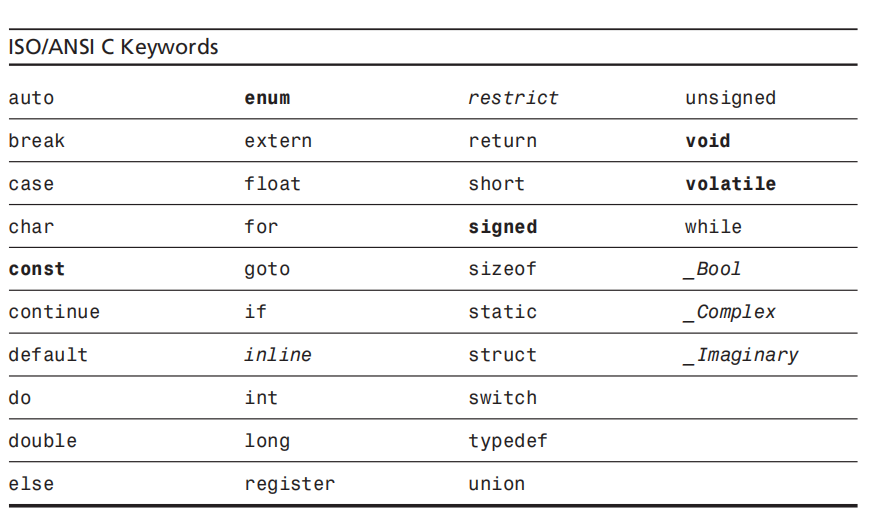 ISO/ANSI C Keywords
auto enum restrict unsigned
break extern return void
case float short volatile
char for signed while
const goto sizeof _Bool
continue if static _Complex
default inline struct _Imaginary
do int switch
double long typedef
else register union